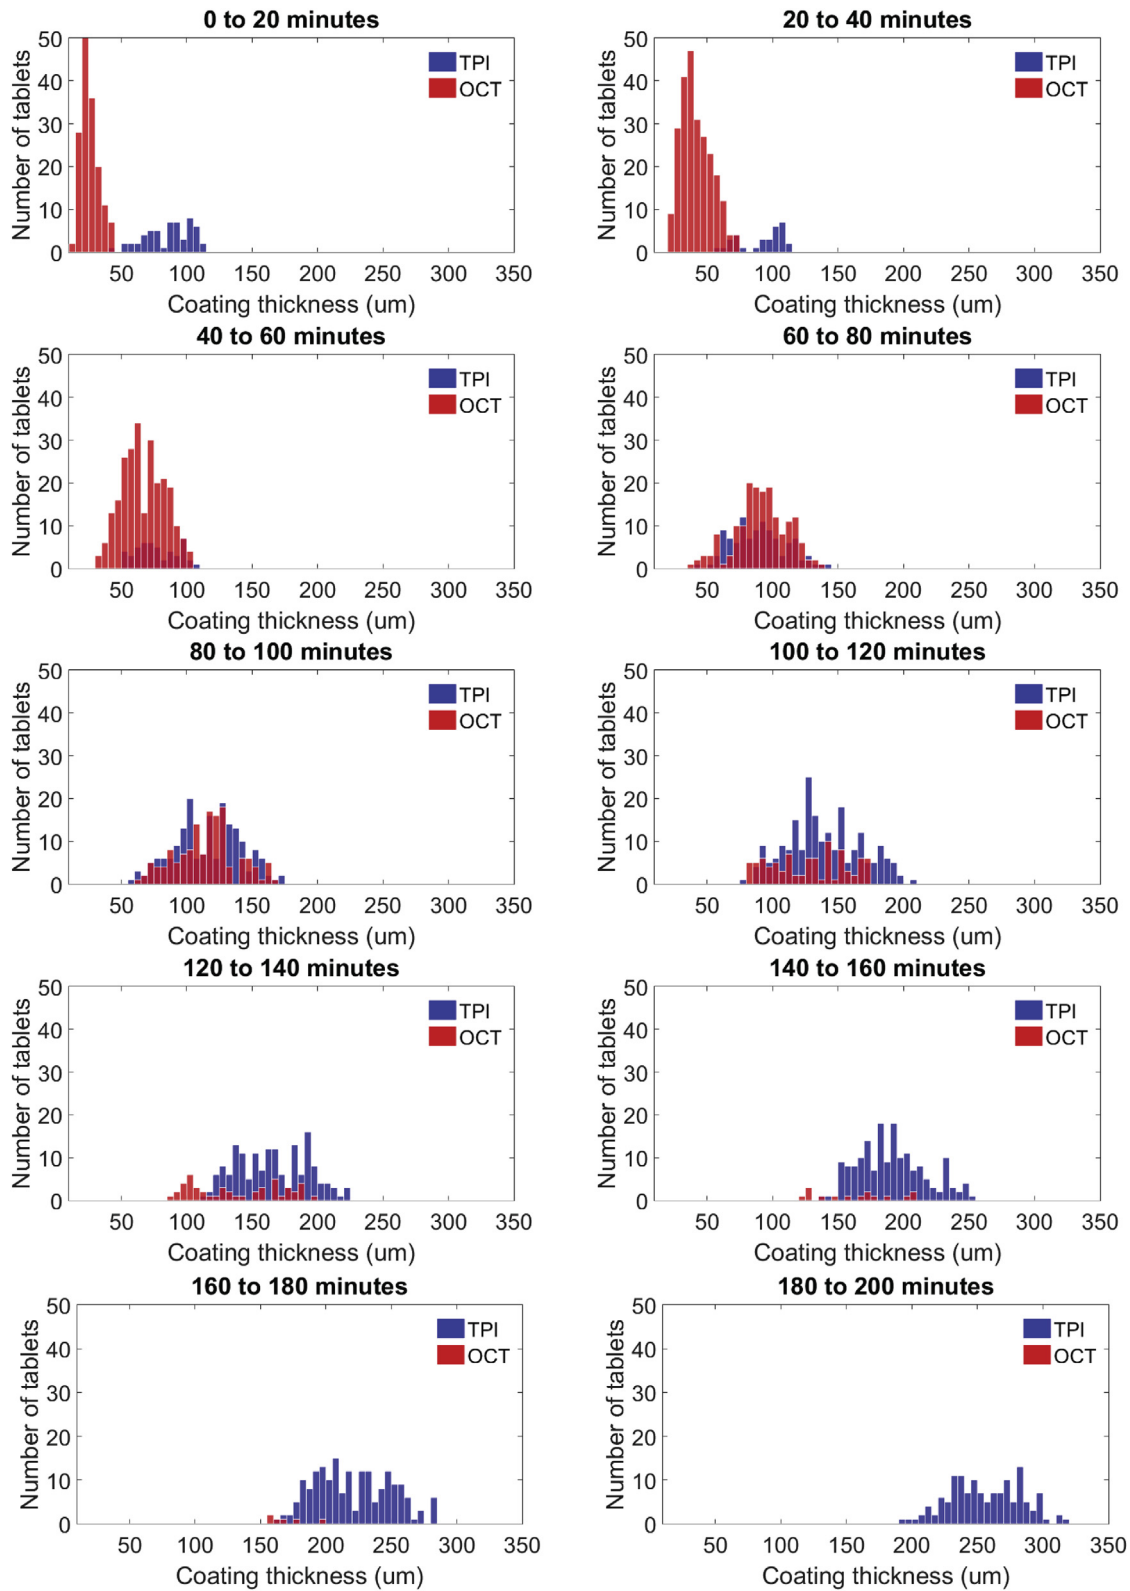 0 to 20 minutes
Number of tablets
50
40
30
20
10
0
TPI
OCT
50 100 150 200 250 300 350
Coating thickness (um)
20 to 40 minutes
Number of tablets
50
40
30
20
10
0
TPI
OCT
50 100 150 200 250 300 350
Coating thickness (um)
40 to 60 minutes
Number of tablets
50
40
30
20
10
0
TPI
OCT
50 100 150 200 250 300 350
Coating thickness (um)
60 to 80 minutes
Number of tablets
50
40
30
20
10
0
TPI
OCT
50 100 150 200 250 300 350
Coating thickness (um)
80 to 100 minutes
Number of tablets
50
40
30
20
10
0
TPI
OCT
50 100 150 200 250 300 350
Coating thickness (um)
100 to 120 minutes
Number of tablets
50
40
30
20
10
0
TPI
OCT
50 100 150 200 250 300 350
Coating thickness (um)
120 to 140 minutes
Number of tablets
50
40
30
20
10
0
TPI
OCT
50 100 150 200 250 300 350
Coating thickness (um)
140 to 160 minutes
Number of tablets
50
40
30
20
10
0
TPI
OCT
50 100 150 200 250 300 350
Coating thickness (um)
160 to 180 minutes
Number of tablets
50
40
30
20
10
0
TPI
OCT
50 100 150 200 250 300 350
Coating thickness (um)
180 to 200 minutes
Number of tablets
50
40
30
20
10
0
TPI
OCT
50 100 150 200 250 300 350
Coating thickness (um)